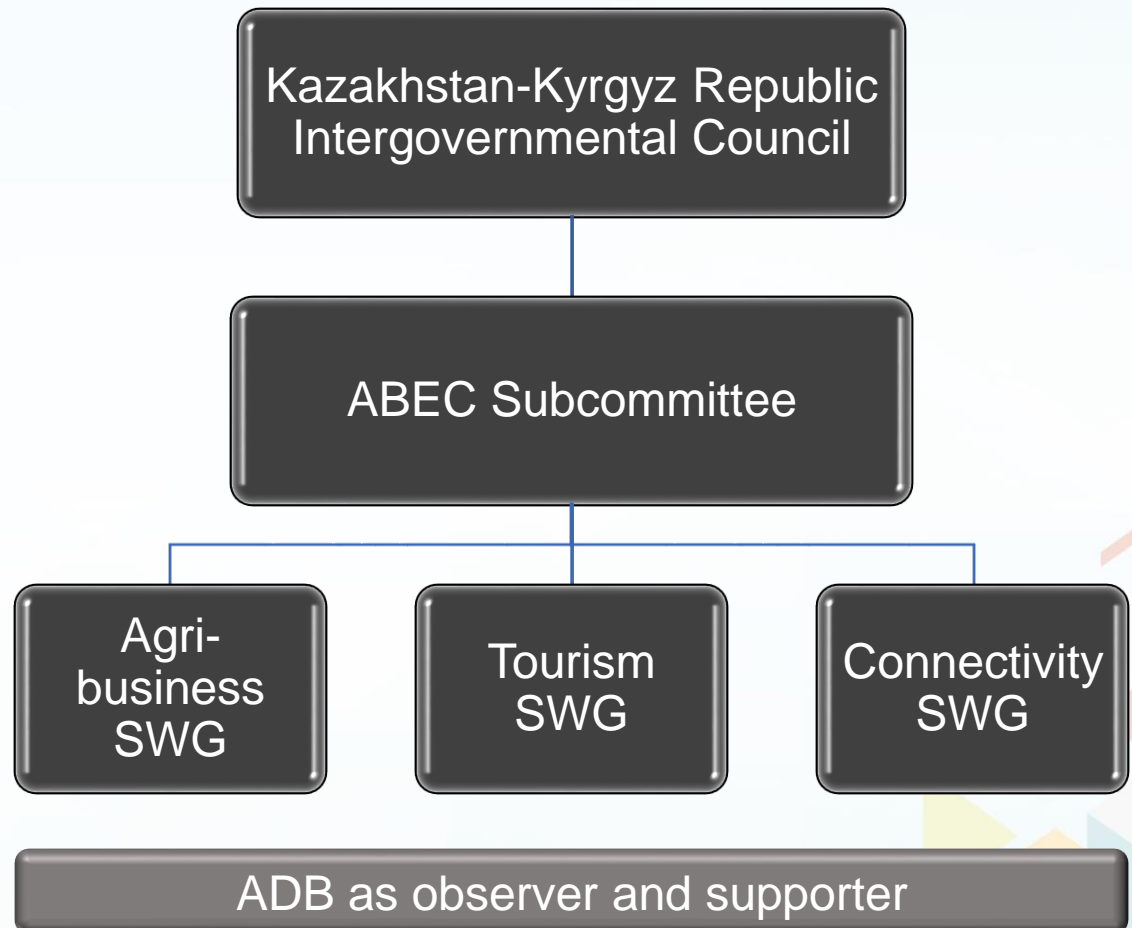 Kazakhstan-Kyrgyz Republic
Intergovernmental Council
ABEC Subcommittee
Agri-
business
SWG
Tourism
SWG
Connectivity
SWG
ADB as observer and supporter